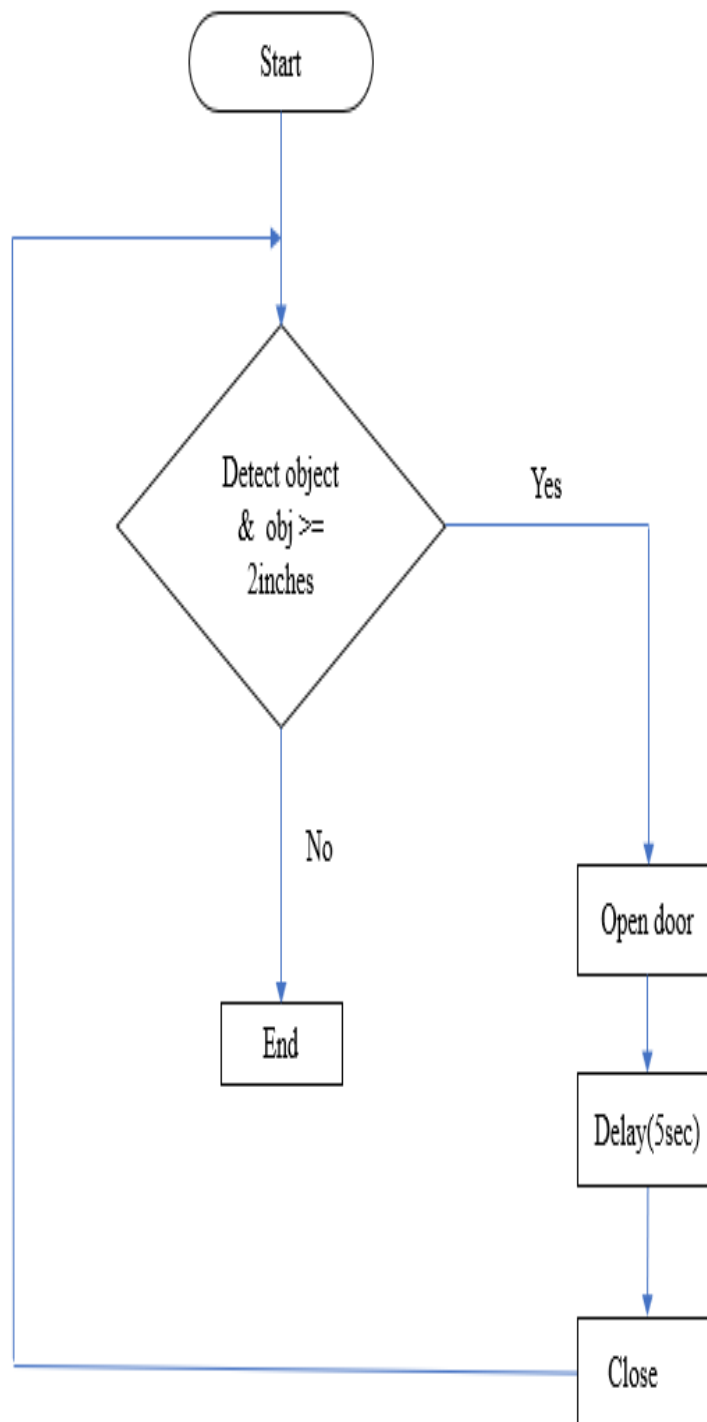 Start
Detect object
& obj >=
2inches
Yes
No
Open door
End
Delay(5sec)
Close